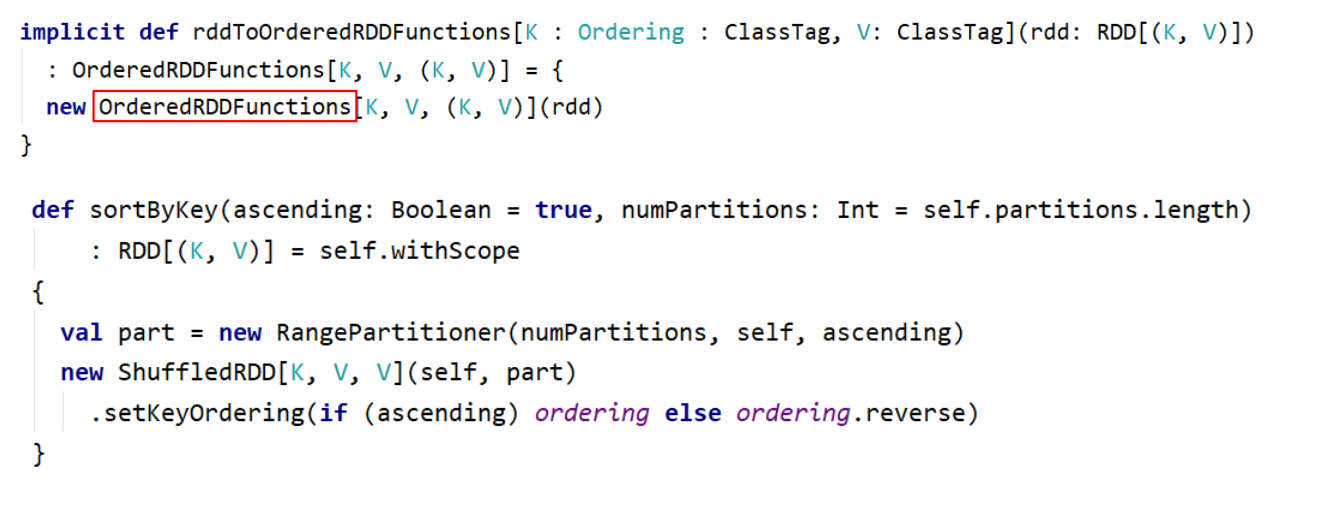 implicit def rddToOrderedRDDFunctions[K : Ordering : ClassTag, V: ClassTag](rdd: RDD[(K, V)])
: OrderedRDDFunctions[K, V, (K, V)] = {
new OrderedRDDFunctions[K, V, (K, V)](rdd)
}
def sortByKey(ascending: Boolean = true, numPartitions: Int = self.partitions.length)
: RDD[(K, V)] = self.withScope
{
val part = new RangePartitioner(numPartitions, self, ascending)
new ShuffledRDD[K, V, V](self, part)
.setKeyOrdering(if (ascending) ordering else ordering.reverse)
}